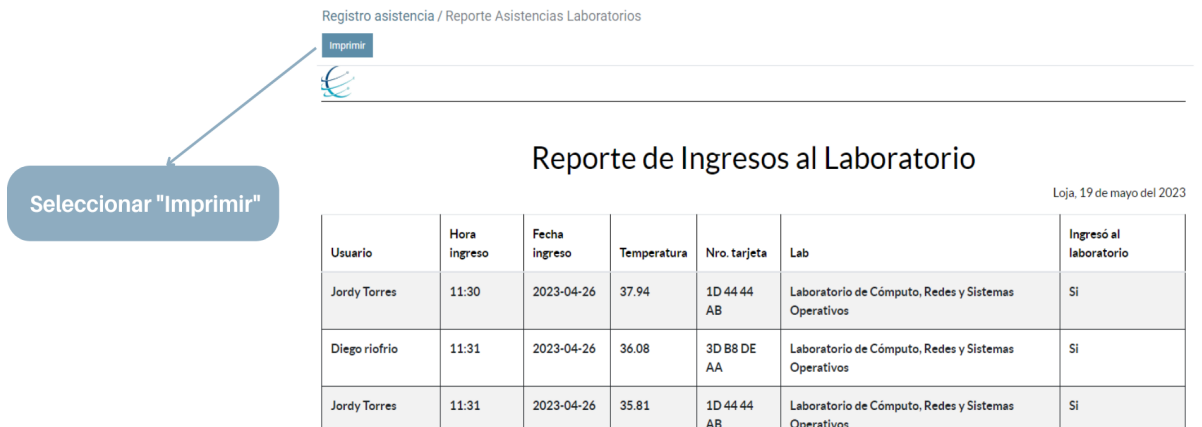 Registro asistencia / Reporte Asistencias Laboratorios
Imprimir
Seleccionar "Imprimir"
Reporte de Ingresos al Laboratorio
Loja, 19 de mayo del 2023
Usuario Hora ingreso Fecha ingreso Temperatura Nro. tarjeta Lab Ingresó al laboratorio
Jordy Torres 11:30 2023-04-26 37.94 1D 44 44 AB Laboratorio de Cómputo, Redes y Sistemas Operativos Si
Diego riofrio 11:31 2023-04-26 36.08 3D B8 DE AA Laboratorio de Cómputo, Redes y Sistemas Operativos Si
Jordy Torres 11:31 2023-04-26 35.81 1D 44 44 AB Laboratorio de Cómputo, Redes y Sistemas Operativos Si